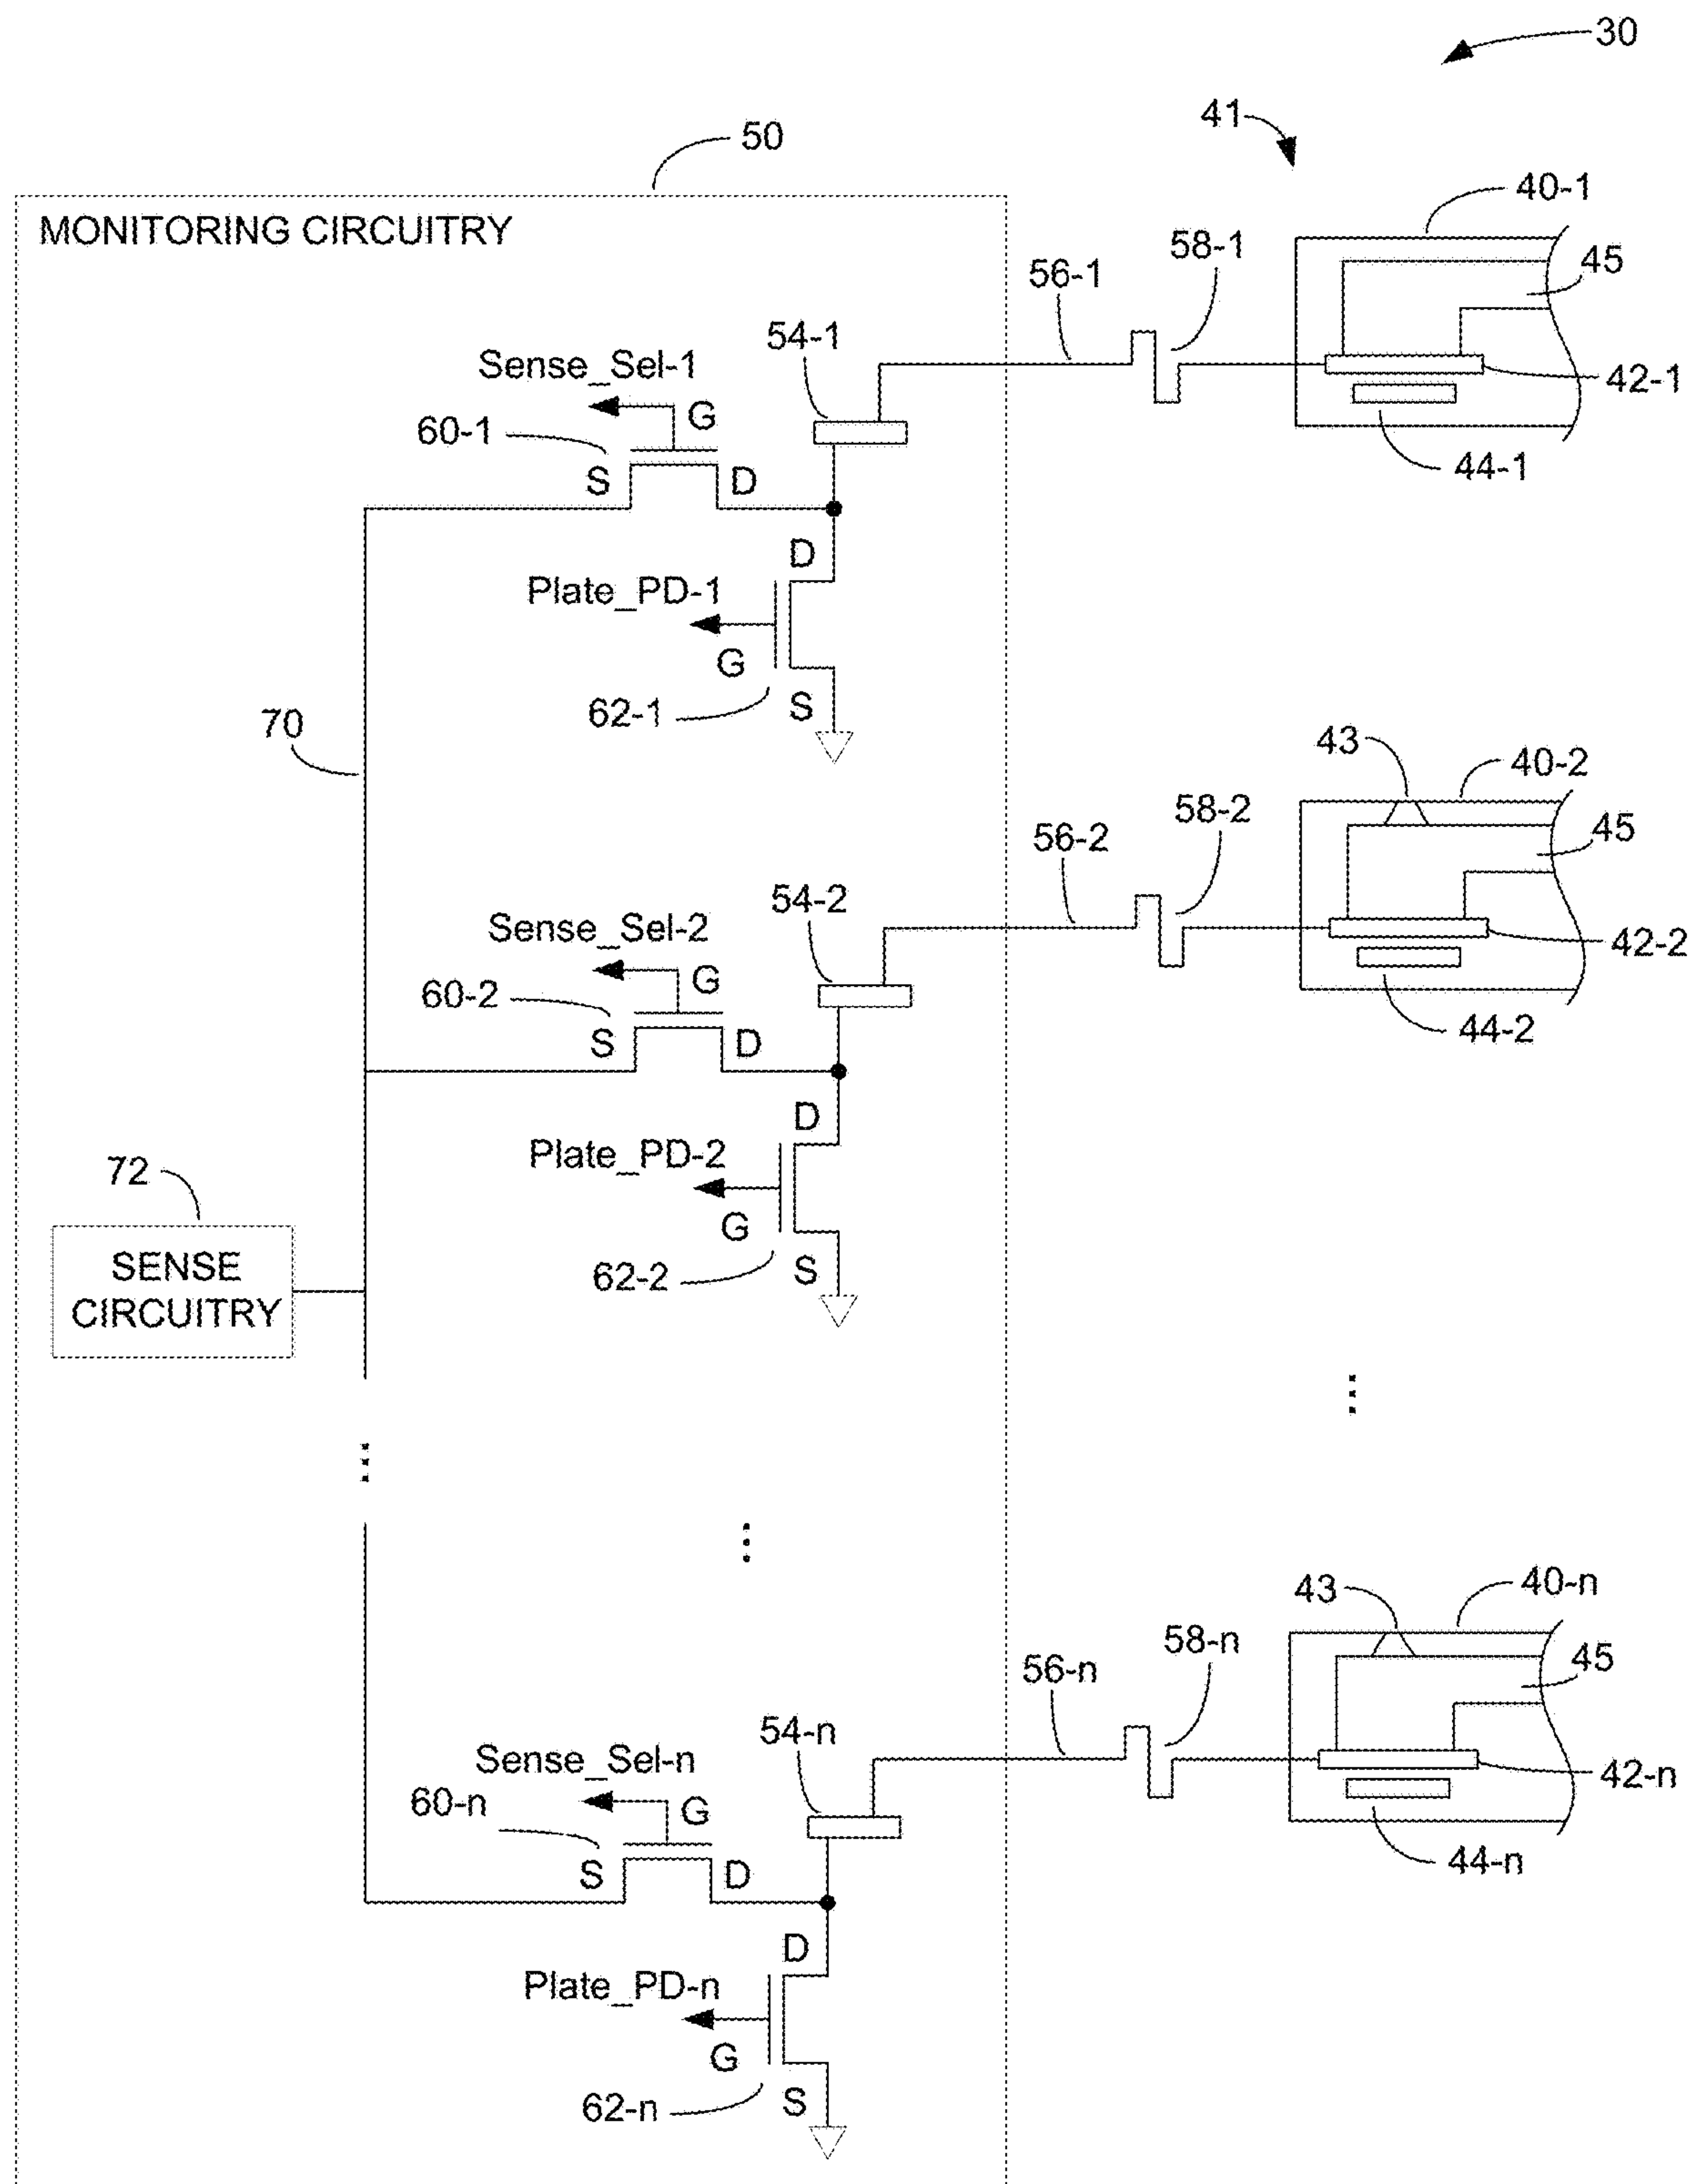 30
41
50
40-1
MONITORING CIRCUITRY
58-1
45
56-1
54-1
Sense_Sel-1
42-1
G
60-1
44-1
S
D
D
Plate_PD-1
G
62-1
S
70
43
40-2
58-2
45
56-2
54-2
Sense_Sel-2
42-2
G
60-2
44-2
S
D
D
Plate_PD-2
72
G
SENSE
CIRCUITRY
62-2
S
...
...
...
43
40-n
58-n
45
56-n
54-n
Sense_Sel-n
42-n
60-n
G
44-n
S
D
D
Plate_PD-n
G
62-n
S